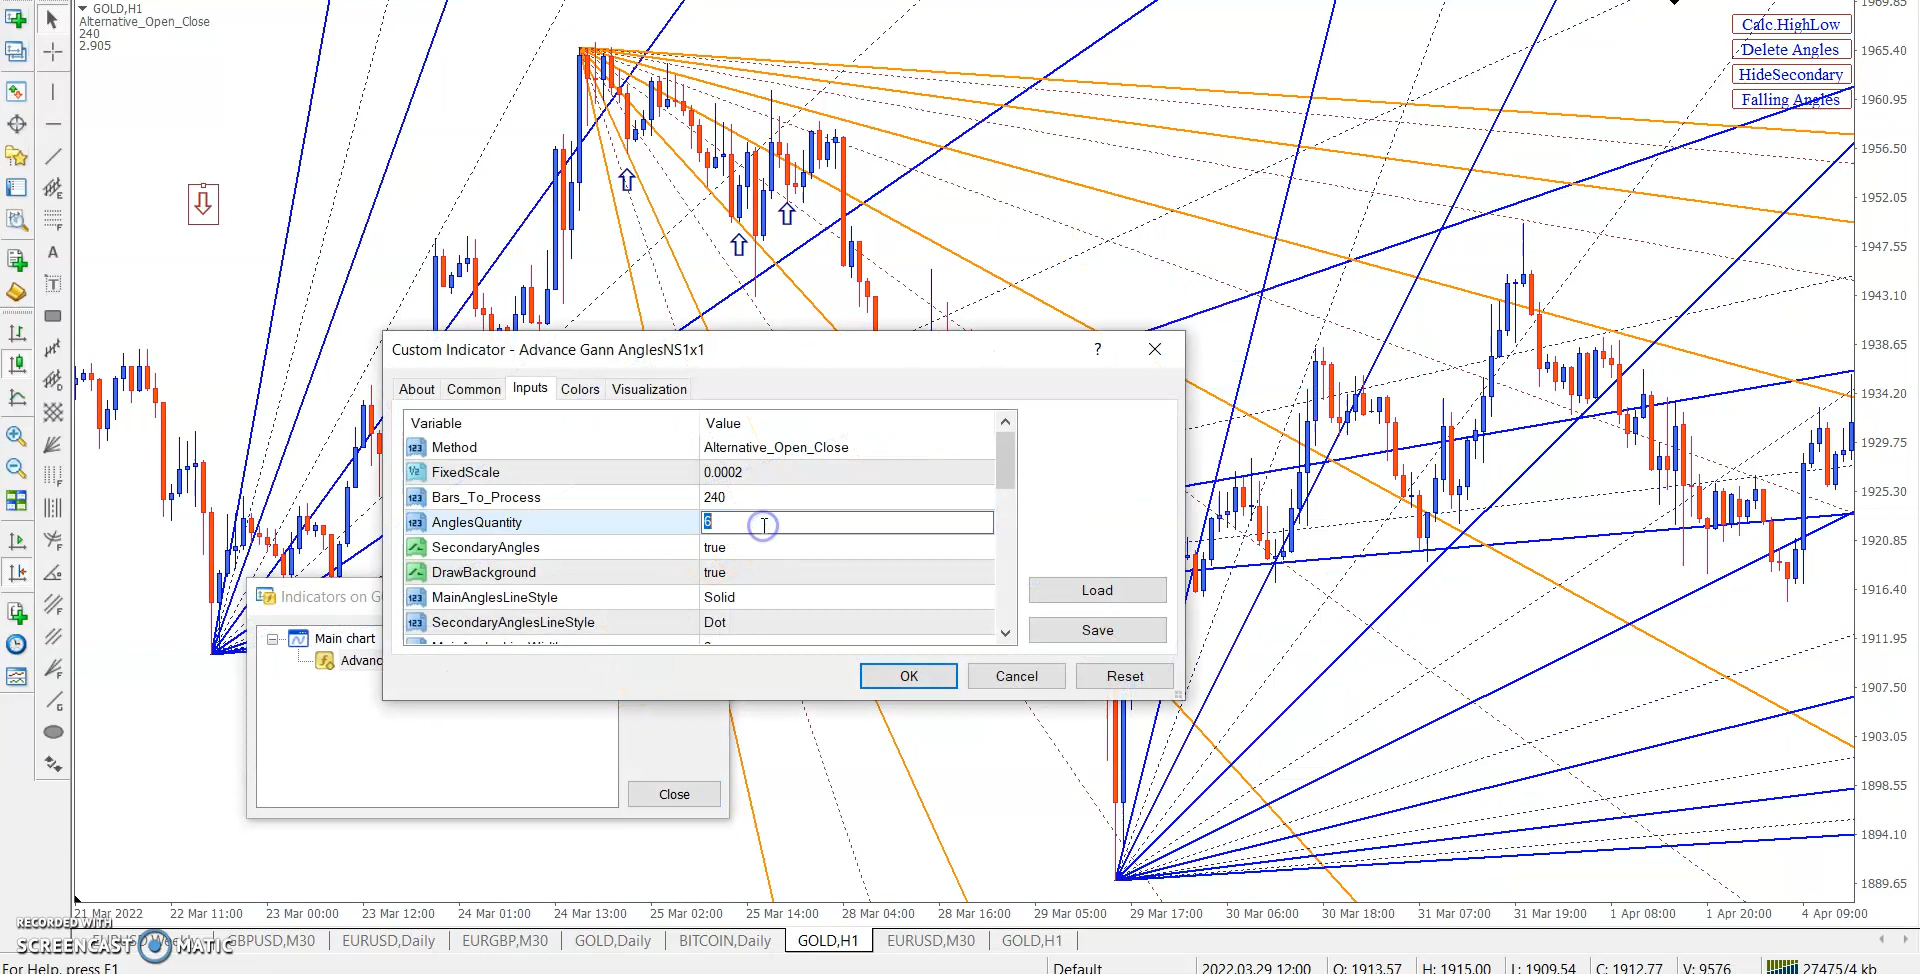 GOLD,H1
Alternative_Open_Close
240
2.905
Calc.HighLow
Delete Angles
HideSecondary
Falling Angles
1969.85
1965.40
1960.95
1956.50
1952.05
1947.55
1943.10
1938.65
1934.20
1929.75
1925.30
1920.85
1916.40
1911.95
1907.50
1903.05
1898.55
1894.10
1889.65
Custom Indicator - Advance Gann AnglesNS1x1
?
About Common Inputs Colors Visualization
Variable Value
Method Alternative_Open_Close
FixedScale 0.0002
Bars_To_Process 240
AnglesQuantity 6
SecondaryAngles true
DrawBackground true
MainAnglesLineStyle Solid
SecondaryAnglesLineStyle Dot
Load
Save
OK Cancel Reset
Indicators on G
Main chart
Advanc
Close
21 Mar 2022 22 Mar 11:00 23 Mar 00:00 23 Mar 12:00 24 Mar 01:00 24 Mar 13:00 25 Mar 02:00 25 Mar 14:00 28 Mar 04:00 28 Mar 16:00 29 Mar 05:00 29 Mar 17:00 30 Mar 06:00 30 Mar 18:00 31 Mar 07:00 31 Mar 19:00 1 Apr 08:00 1 Apr 20:00 4 Apr 09:00
RECORDED WITH
SCREENCAST MATIC
GBPUSD,M30 EURUSD,Daily EURGBP,M30 GOLD,Daily BITCOIN,Daily GOLD,H1 EURUSD,M30 GOLD,H1
For Help, press F1 Default 2022.03.29 12:00 O: 1913.57 H: 1915.00 L: 1909.54 C: 1912.77 V: 9576 27475/4 kb